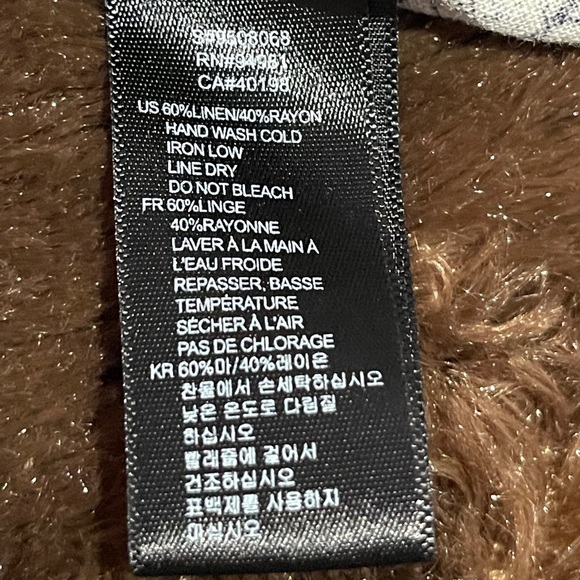 S#9608068
RN#94981
CA#40198
US 60%LINEN/40%RAYON
HAND WASH COLD
IRON LOW
LINE DRY
DO NOT BLEACH
FR 60%LINGE
40%RAYONNE
LAVER À LA MAIN À
L'EAU FROIDE
REPASSER, BASSE
TEMPÉRATURE
SÉCHER À L'AIR
PAS DE CHLORAGE
KR 60%마/40%레이온
찬물에서 손세탁하십시오
낮은 온도로 다림질
하십시오
빨래줄에 걸어서
건조하십시오
표백제를 사용하지
마십시오